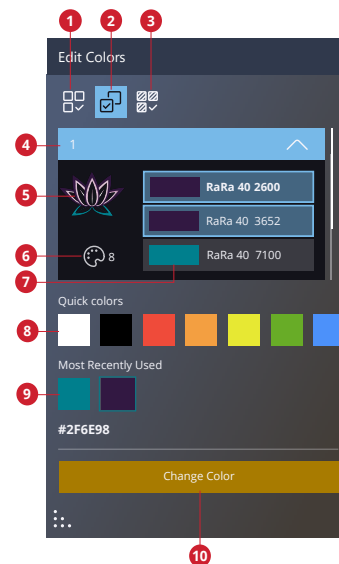 1 2 3
Edit Colors
4 1
5 RaRa 40 2600
RaRa 40 3652
6 8 RaRa 40 7100
7
Quick colors
8
Most Recently Used
9
#2F6E98
Change Color
10